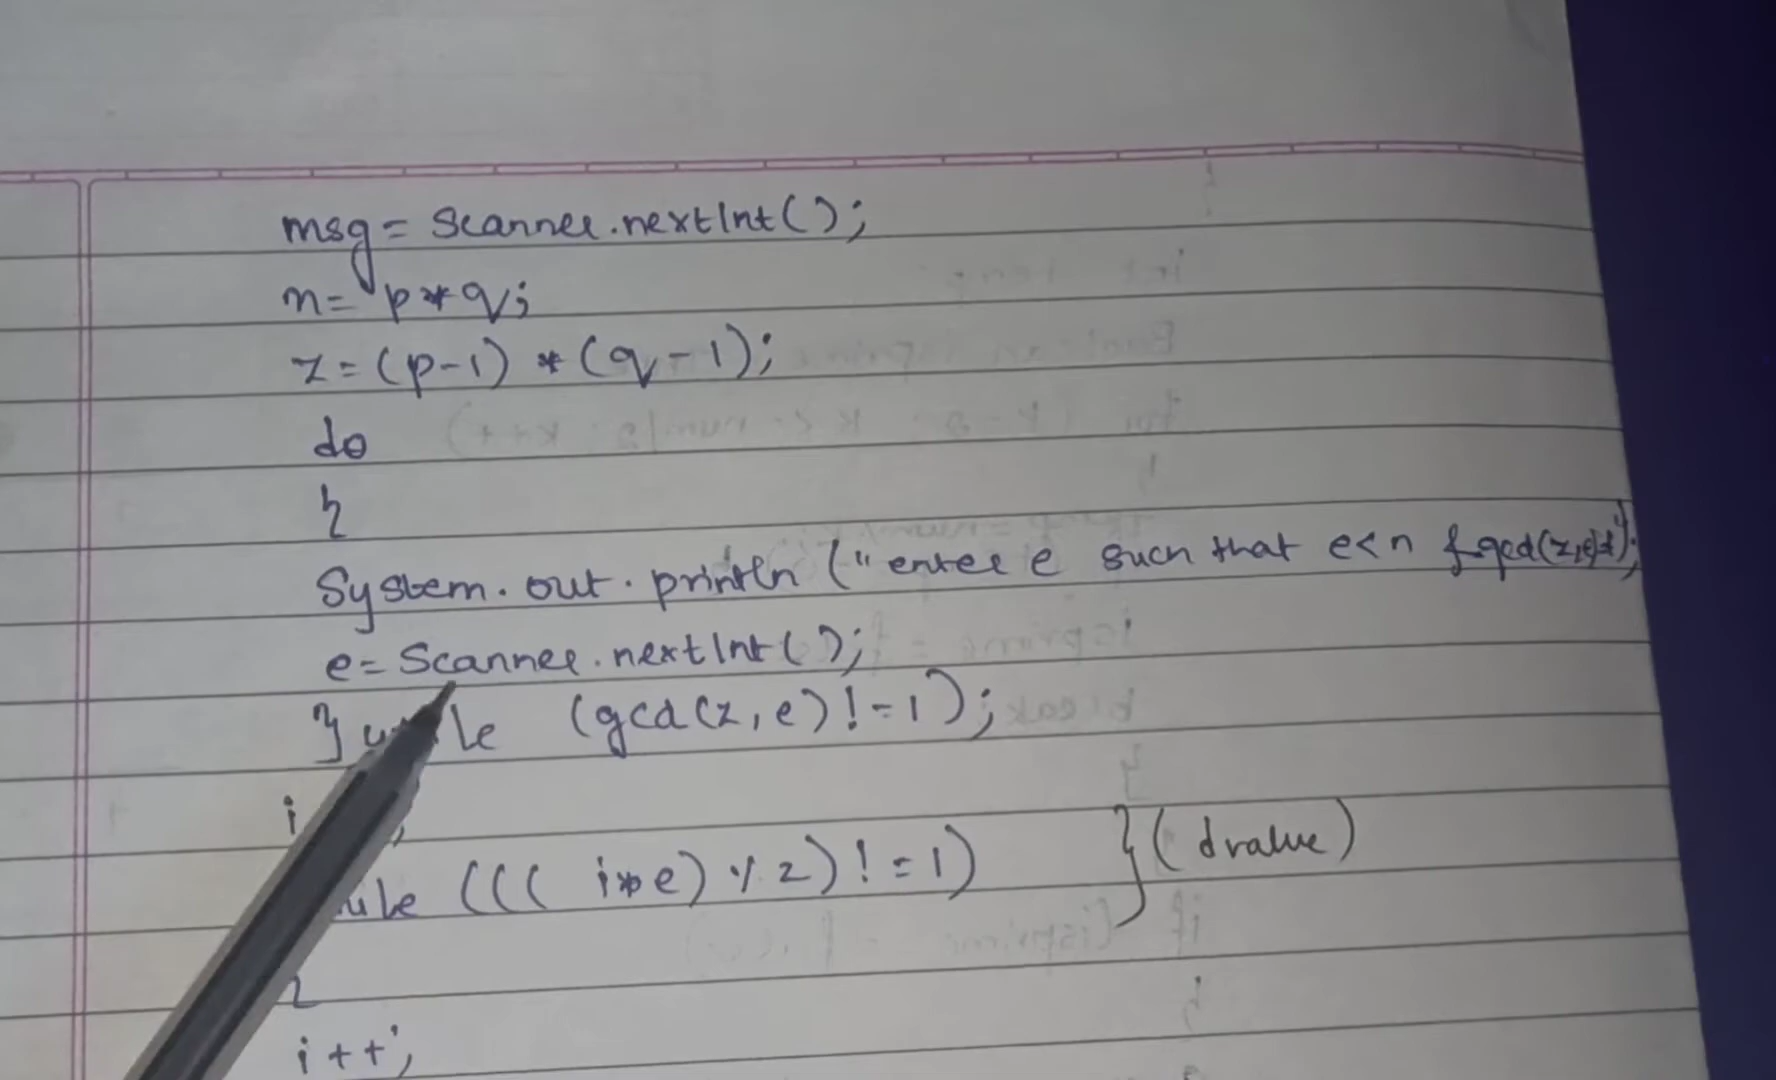 msg = Scanner.nextInt();
n = p*q;
z = (p-1) * (q-1);
do
{
System.out.println ("enter e such that e<n & gcd(z,e)=1");
e = Scanner.nextInt();
} while (gcd(z,e)!=1);
i
(((i*e)%z)!=1) } (d value)
{
i++;